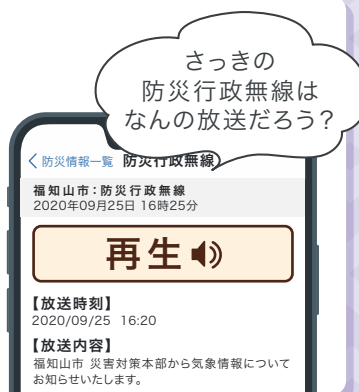 さっきの
防災行政無線は
なんの放送だろう?
防災情報一覧 防災行政無線
福知山市:防災行政無線
2020年09月25日 16時25分
再生
【放送時刻】
2020/09/25 16:20
【放送内容】
福知山市 災害対策本部から気象情報について
お知らせいたします。